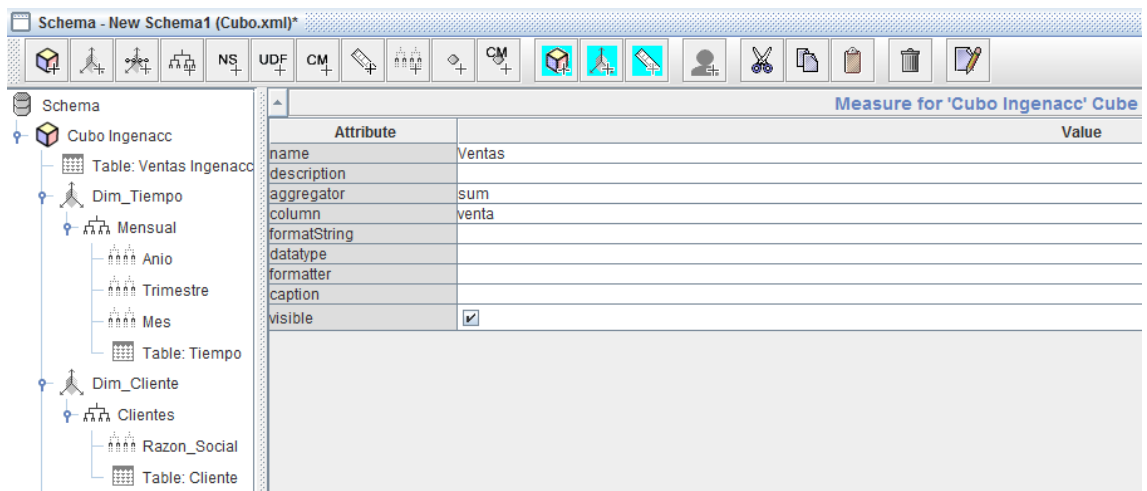 Schema - New Schema1 (Cubo.xml)*
NS UDF CM CM
Schema
Cubo Ingenacc
Table: Ventas Ingenacc
Dim_Tiempo
Mensual
Anio
Trimestre
Mes
Table: Tiempo
Dim_Cliente
Clientes
Razon_Social
Table: Cliente
Measure for 'Cubo Ingenacc' Cube
Attribute Value
name Ventas
description
aggregator sum
column venta
formatString
datatype
formatter
caption
visible